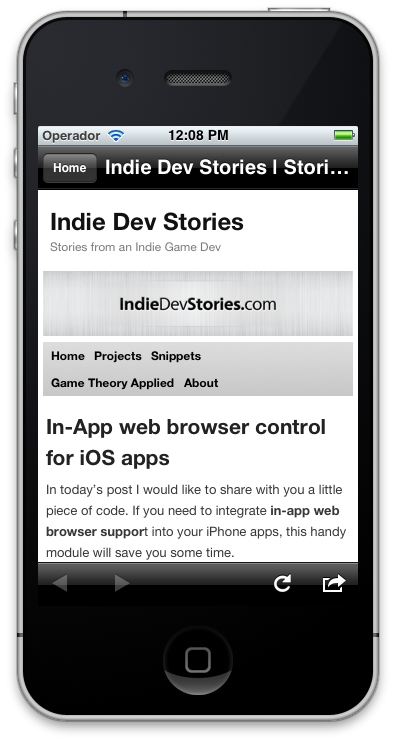 Operador 12:08 PM
Home Indie Dev Stories | Stori...
Indie Dev Stories
Stories from an Indie Game Dev
IndieDevStories.com
Home Projects Snippets
Game Theory Applied About
In-App web browser control
for iOS apps
In today's post I would like to share with you a little
piece of code. If you need to integrate in-app web
browser support into your iPhone apps, this handy
module will save you some time.